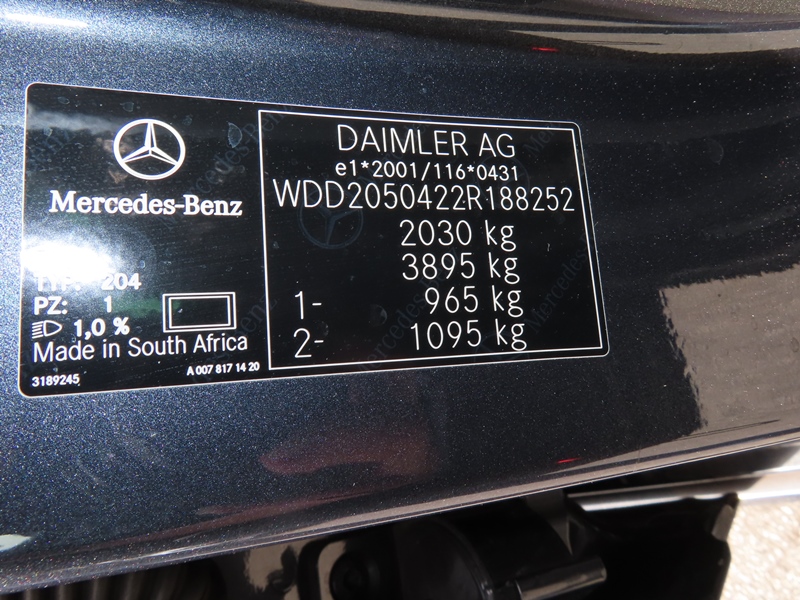 Mercedes-Benz
204
PZ: 1
1,0 %
Made in South Africa
3189245
A 007 817 14 20
DAIMLER AG
e1*2001/116*0431
WDD2050422R188252
2030 kg
3895 kg
1- 965 kg
2- 1095 kg